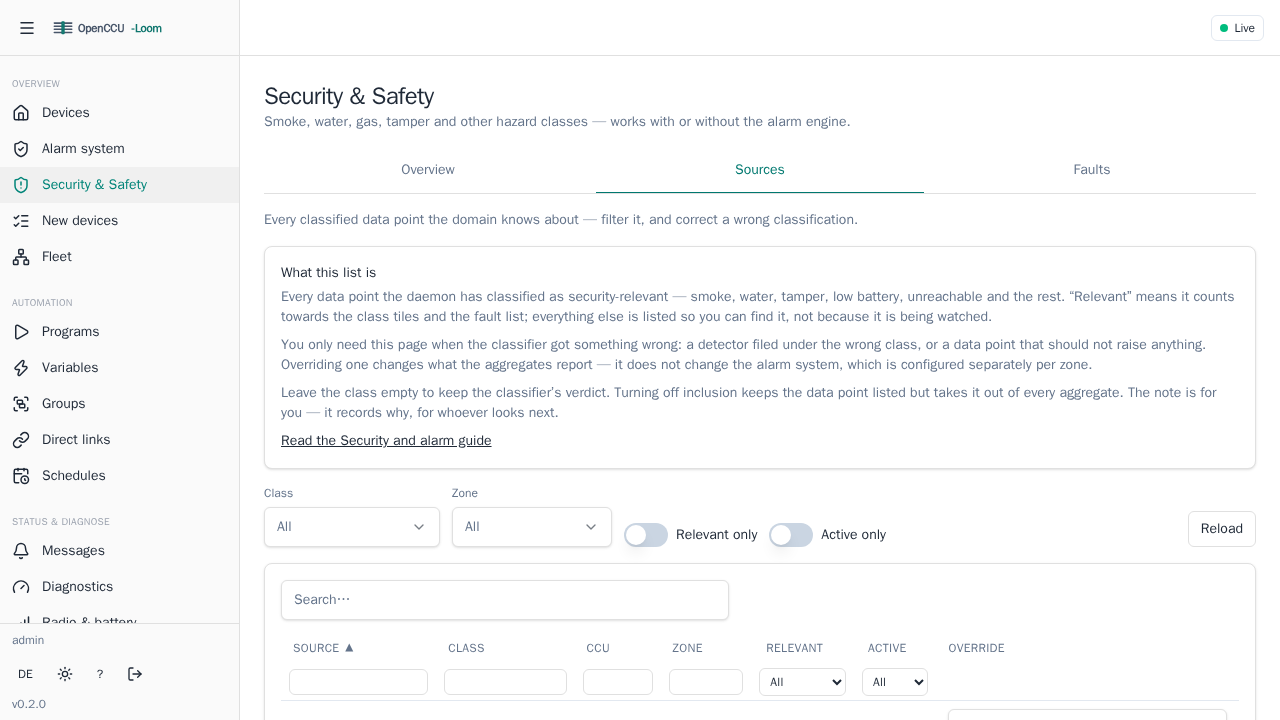 OpenCCU -Loom
Live
OVERVIEW
Devices
Alarm system
Security & Safety
New devices
Fleet
AUTOMATION
Programs
Variables
Groups
Direct links
Schedules
STATUS & DIAGNOSE
Messages
Diagnostics
Radio & battery
admin
DE
?
v0.2.0
Security & Safety
Smoke, water, gas, tamper and other hazard classes — works with or without the alarm engine.
Overview
Sources
Faults
Every classified data point the domain knows about — filter it, and correct a wrong classification.
What this list is
Every data point the daemon has classified as security-relevant — smoke, water, tamper, low battery, unreachable and the rest. “Relevant” means it counts
towards the class tiles and the fault list; everything else is listed so you can find it, not because it is being watched.
You only need this page when the classifier got something wrong: a detector filed under the wrong class, or a data point that should not raise anything.
Overriding one changes what the aggregates report — it does not change the alarm system, which is configured separately per zone.
Leave the class empty to keep the classifier's verdict. Turning off inclusion keeps the data point listed but takes it out of every aggregate. The note is for
you — it records why, for whoever looks next.
Read the Security and alarm guide
Class
Zone
All
All
Relevant only
Active only
Reload
Search…
SOURCE ▲
CLASS
CCU
ZONE
RELEVANT
ACTIVE
OVERRIDE
All
All